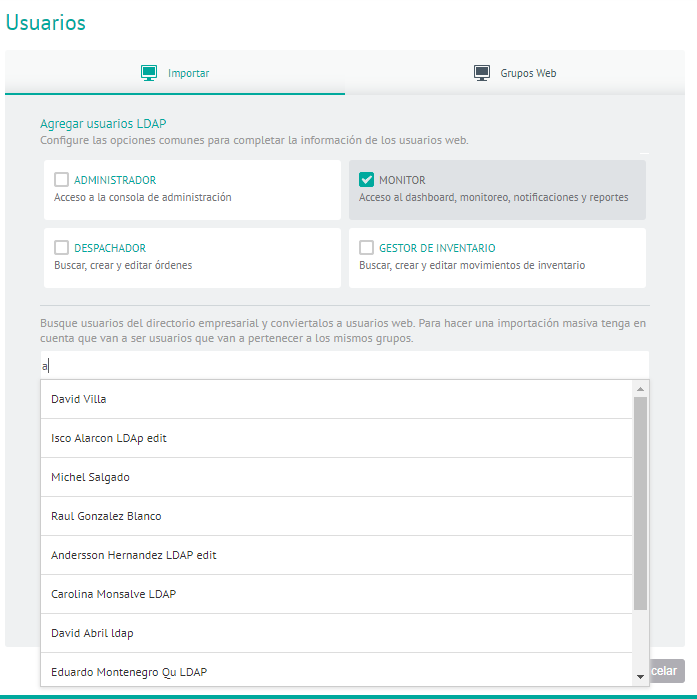 Usuarios
Importar
Grupos Web
Agregar usuarios LDAP
Configure las opciones comunes para completar la información de los usuarios web.
ADMINISTRADOR
Acceso a la consola de administración
MONITOR
Acceso al dashboard, monitoreo, notificaciones y reportes
DESPACHADOR
Buscar, crear y editar órdenes
GESTOR DE INVENTARIO
Buscar, crear y editar movimientos de inventario
Busque usuarios del directorio empresarial y conviertalos a usuarios web. Para hacer una importación masiva tenga en
cuenta que van a ser usuarios que van a pertenecer a los mismos grupos.
a
David Villa
Isco Alarcon LDAp edit
Michel Salgado
Raul Gonzalez Blanco
Andersson Hernandez LDAP edit
Carolina Monsalve LDAP
David Abril ldap
Eduardo Montenegro Qu LDAP
celar